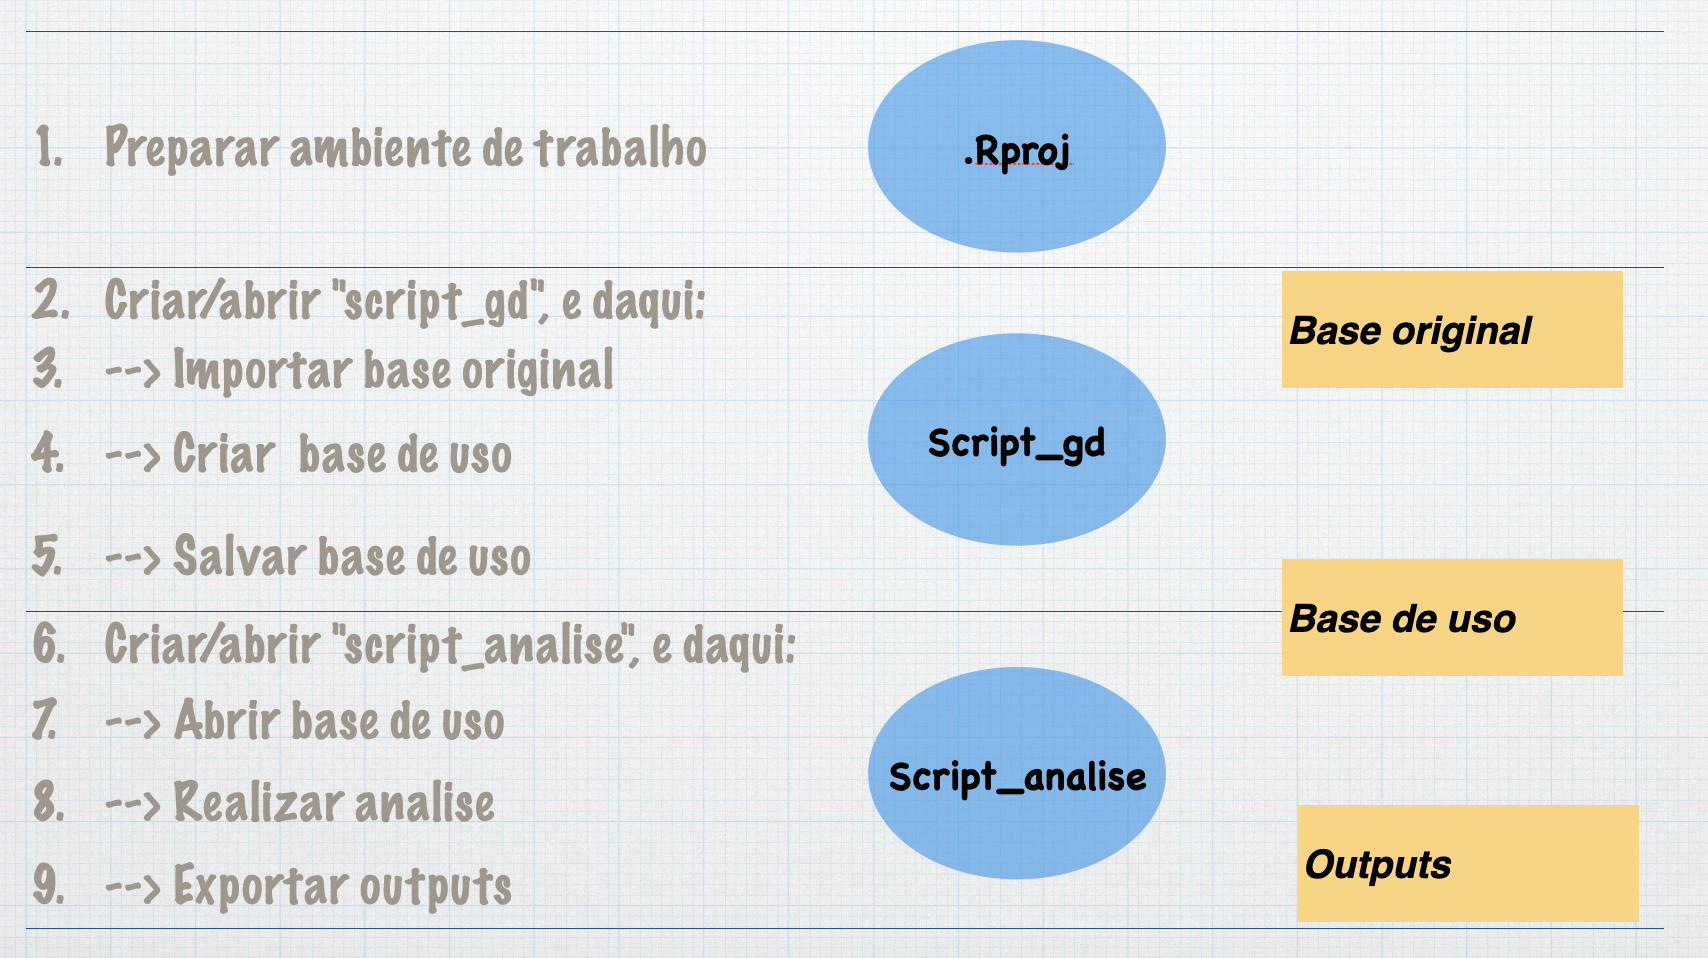 1. Preparar ambiente de trabalho
.Rproj
2. Criar/abrir "script_gd", e daqui:
3. --> Importar base original
4. --> Criar  base de uso
5. --> Salvar base de uso
Script_gd
Base original
Base de uso
6. Criar/abrir "script_analise", e daqui:
7. --> Abrir base de uso
8. --> Realizar analise
9. --> Exportar outputs
Script_analise
Outputs